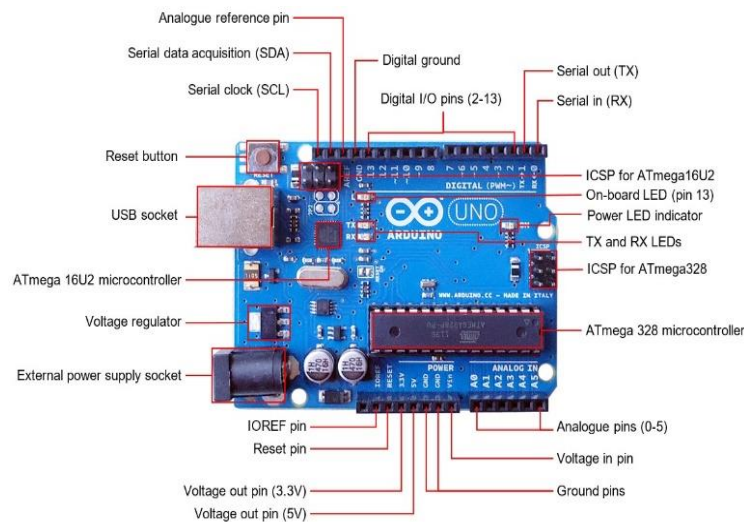 Analogue reference pin
Serial data acquisition (SDA)
Digital ground
Serial out (TX)
Serial clock (SCL)
Digital I/O pins (2-13)
Serial in (RX)
Reset button
RESET
AREF
GND
13
12
~11
~10
~9
8
7
~6
~5
4
~3
2
TX→1
RX←0
DIGITAL (PWM~)
ICSP for ATmega16U2
On-board LED (pin 13)
USB socket
L
UNO
Power LED indicator
TX
RX
ARDUINO
TX and RX LEDs
ICSP
ATmega 16U2 microcontroller
ICSP for ATmega328
WWW.ARDUINO.CC - MADE IN ITALY
Voltage regulator
ATMEGA328P-PU
ATmega 328 microcontroller
External power supply socket
POWER
ANALOG IN
IOREF
RESET
3.3V
5V
GND
GND
VIN
A0
A1
A2
A3
A4
A5
IOREF pin
Analogue pins (0-5)
Reset pin
Voltage in pin
Voltage out pin (3.3V)
Ground pins
Voltage out pin (5V)